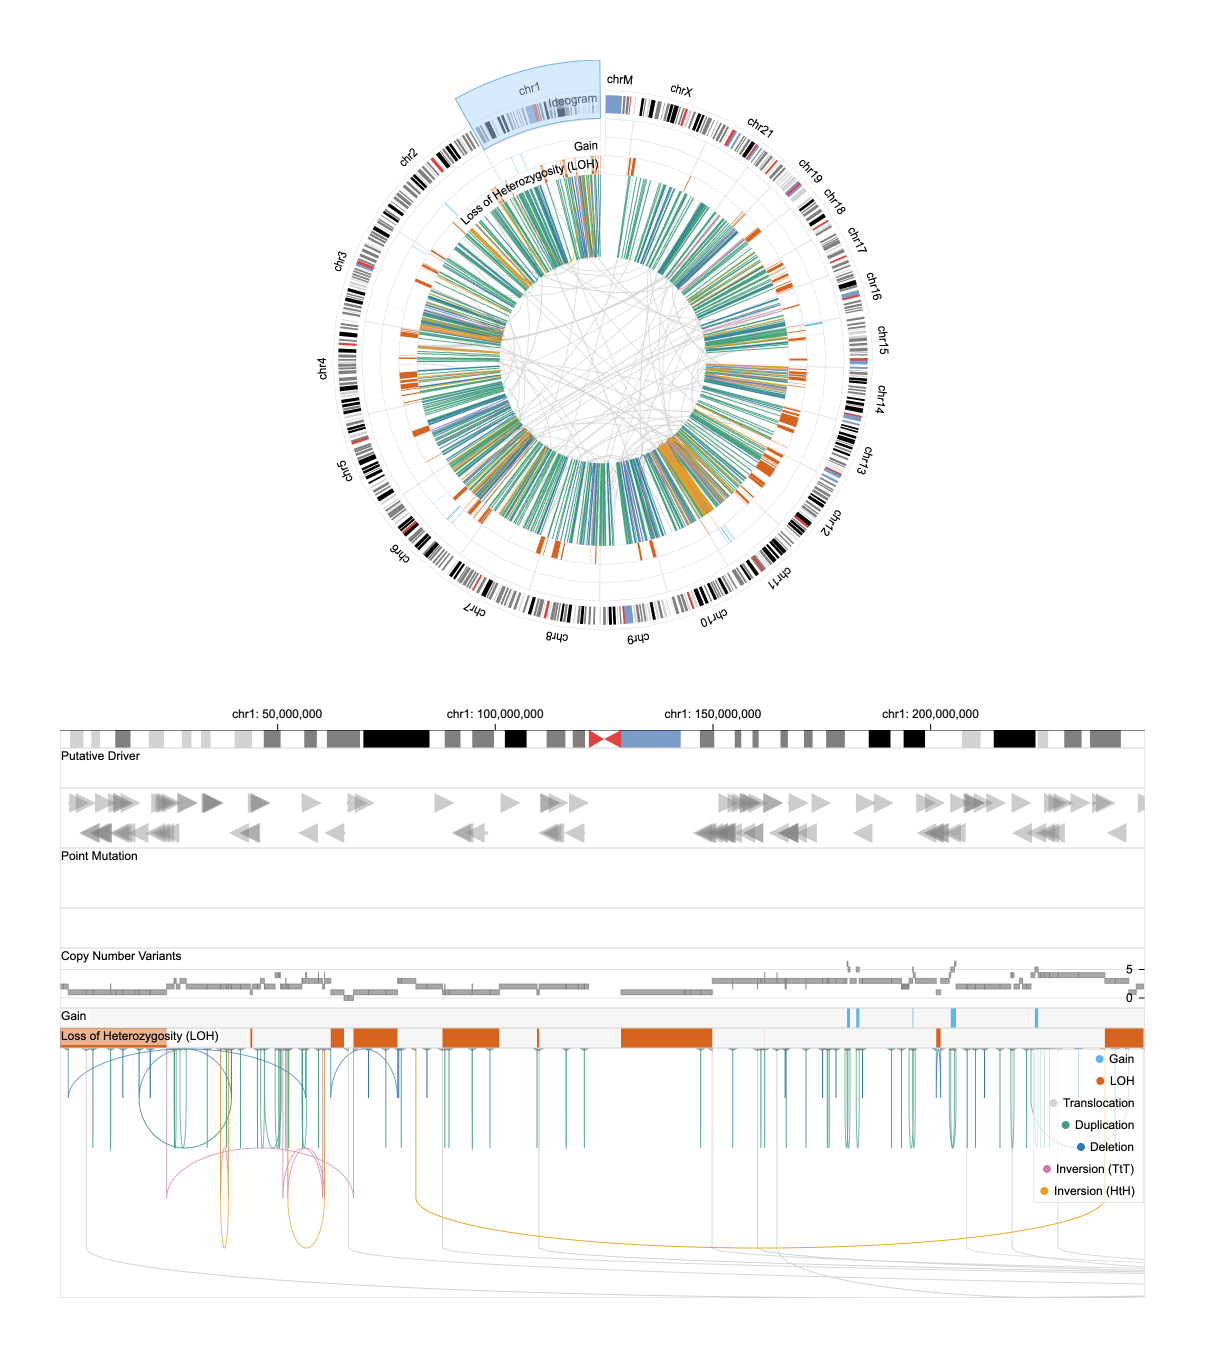 chrM
chrX
chr1
Ideogram
chr21
chr2
Gain
chr19
Loss of Heterozygosity (LOH)
chr18
chr17
chr3
chr16
chr15
chr4
chr14
chr13
chr5
chr12
chr6
chr11
chr7
chr10
chr8
chr9
chr1: 50,000,000
chr1: 100,000,000
chr1: 150,000,000
chr1: 200,000,000
Putative Driver
Point Mutation
Copy Number Variants
5
0
Gain
Loss of Heterozygosity (LOH)
Gain
LOH
Translocation
Duplication
Deletion
Inversion (TtT)
Inversion (HtH)